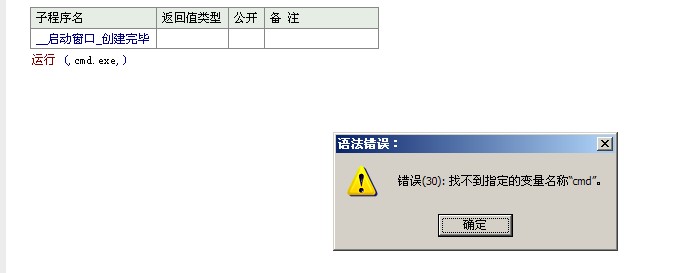 子程序名 返回值类型 公开 备 注
__启动窗口_创建完毕
运行 (,cmd.exe,)
语法错误：
错误(30): 找不到指定的变量名称“cmd”。
确定